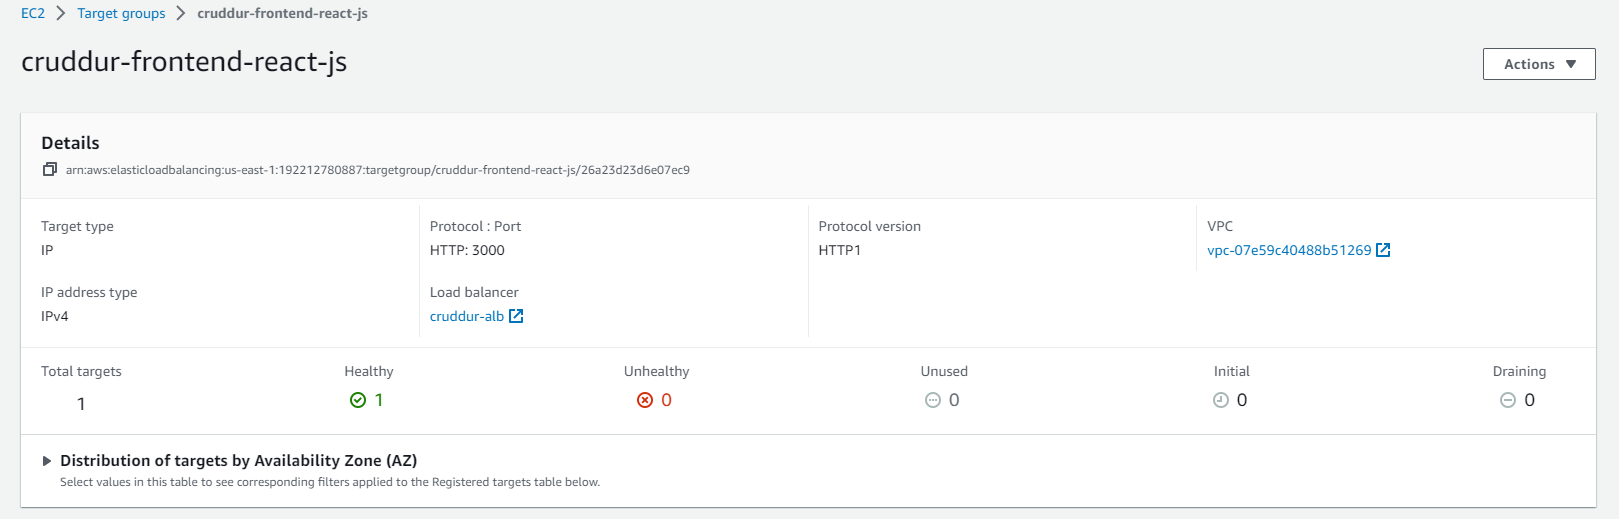 EC2 > Target groups > cruddur-frontend-react-js
cruddur-frontend-react-js
Actions
Details
arn:aws:elasticloadbalancing:us-east-1:192212780887:targetgroup/cruddur-frontend-react-js/26a23d23d6e07ec9
Target type
IP
Protocol : Port
HTTP: 3000
Protocol version
HTTP1
VPC
vpc-07e59c40488b51269
IP address type
IPv4
Load balancer
cruddur-alb
Total targets
1
Healthy
1
Unhealthy
0
Unused
0
Initial
0
Draining
0
Distribution of targets by Availability Zone (AZ)
Select values in this table to see corresponding filters applied to the Registered targets table below.